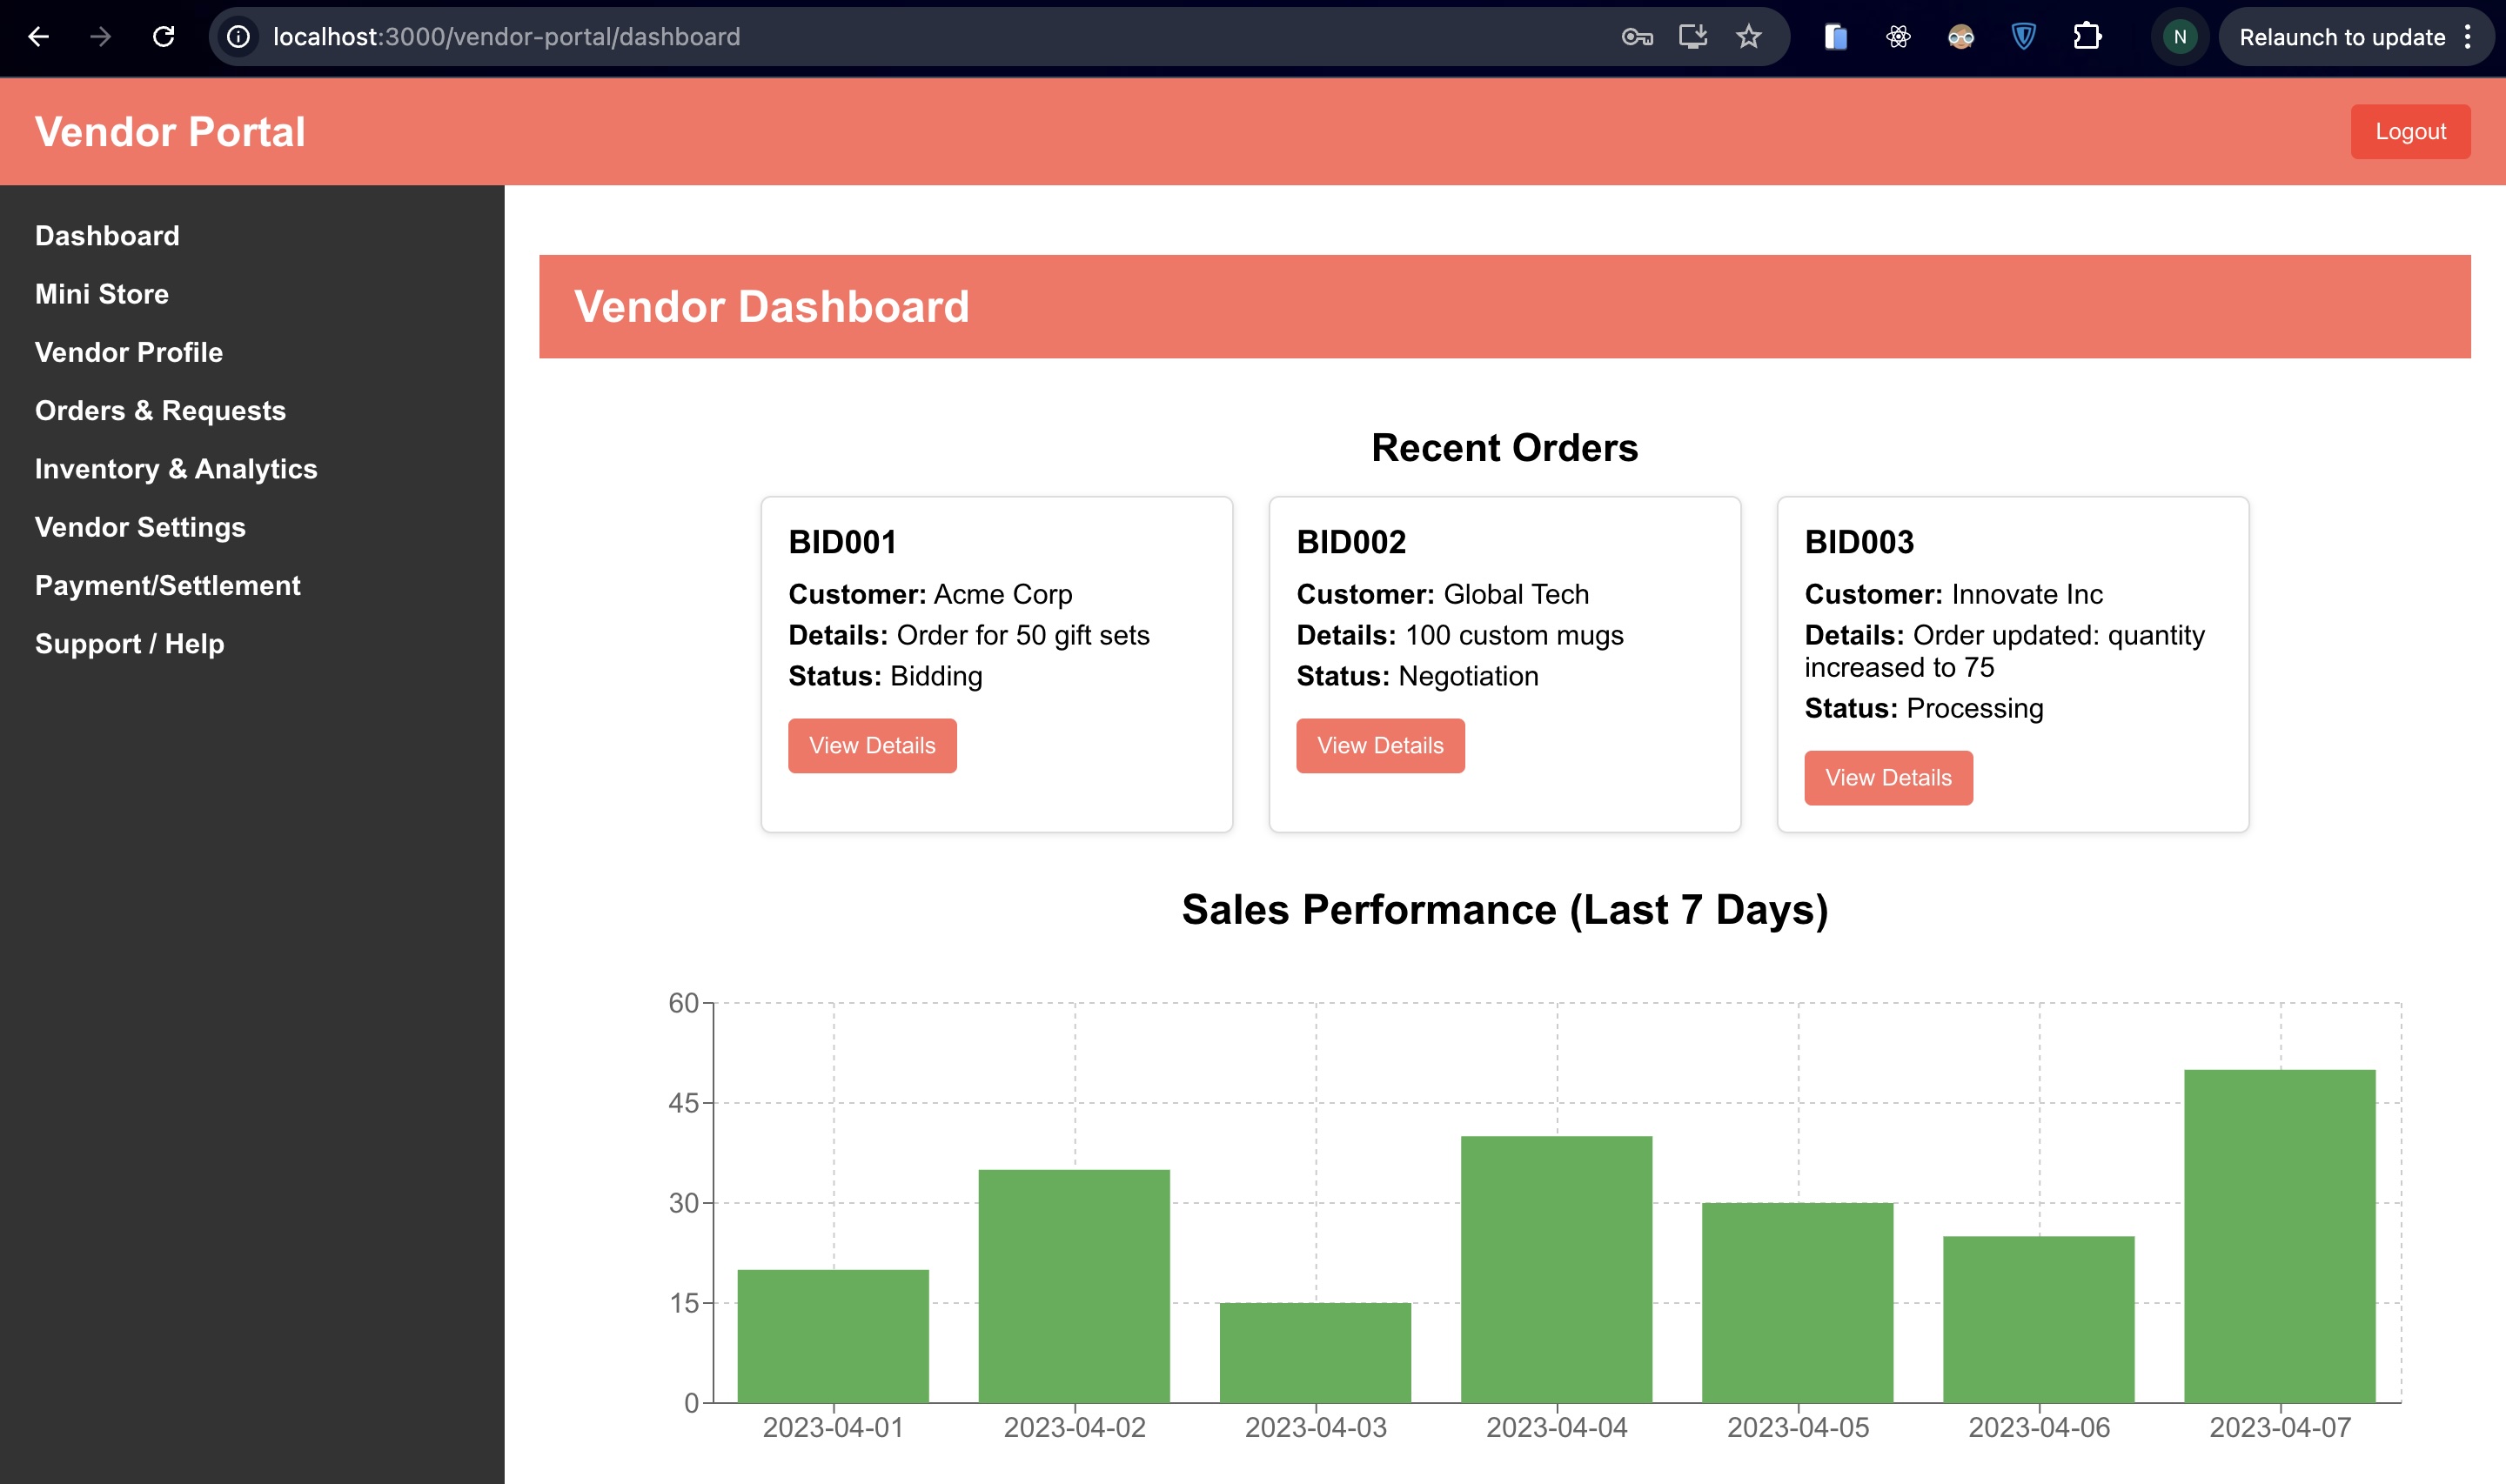 localhost:3000/vendor-portal/dashboard
N
Relaunch to update
Vendor Portal
Logout
Dashboard
Mini Store
Vendor Profile
Orders & Requests
Inventory & Analytics
Vendor Settings
Payment/Settlement
Support / Help
Vendor Dashboard
Recent Orders
BID001
Customer: Acme Corp
Details: Order for 50 gift sets
Status: Bidding
View Details
BID002
Customer: Global Tech
Details: 100 custom mugs
Status: Negotiation
View Details
BID003
Customer: Innovate Inc
Details: Order updated: quantity
increased to 75
Status: Processing
View Details
Sales Performance (Last 7 Days)
60
45
30
15
0
2023-04-01 2023-04-02 2023-04-03 2023-04-04 2023-04-05 2023-04-06 2023-04-07